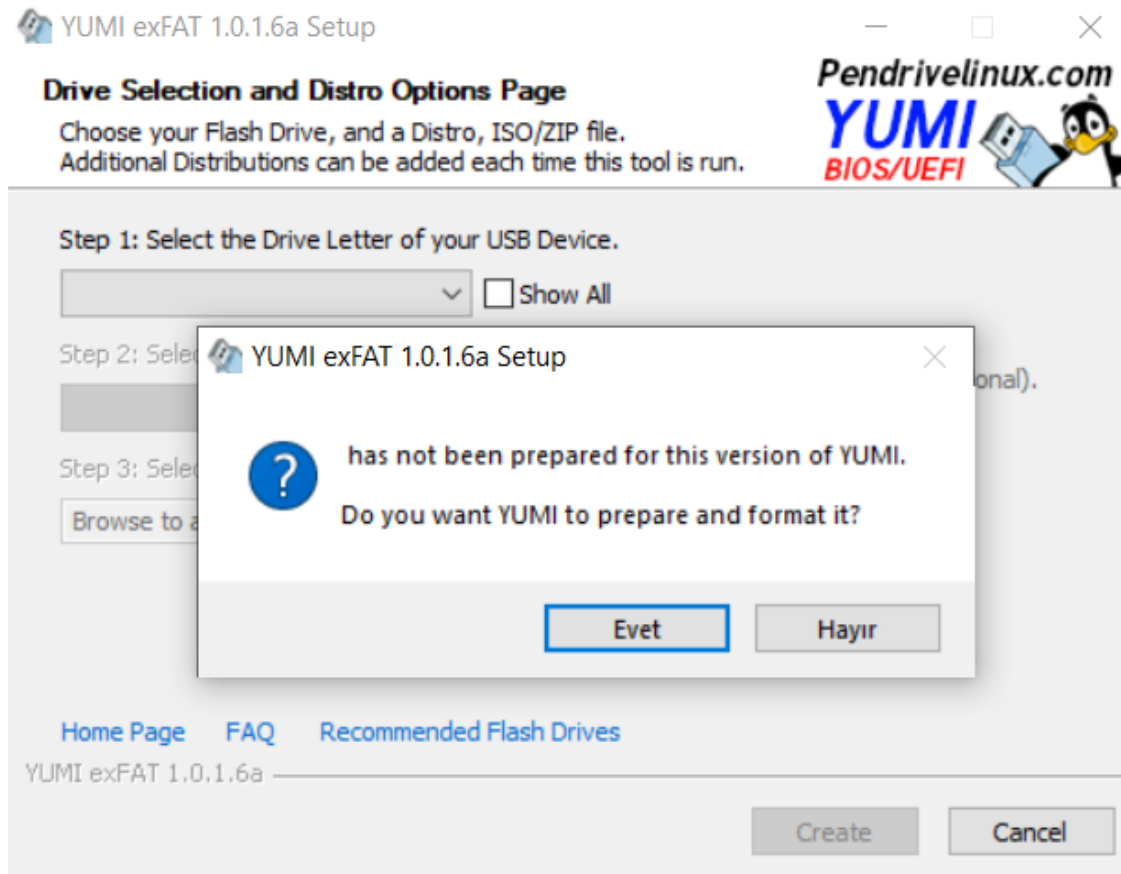 YUMI exFAT 1.0.1.6a Setup
Drive Selection and Distro Options Page
Choose your Flash Drive, and a Distro, ISO/ZIP file.
Additional Distributions can be added each time this tool is run.
Pendrivelinux.com
YUMI
BIOS/UEFI
Step 1: Select the Drive Letter of your USB Device.
Show All
Step 2:
Step 3:
Browse to
YUMI exFAT 1.0.1.6a Setup
has not been prepared for this version of YUMI.
Do you want YUMI to prepare and format it?
Evet
Hayır
Home Page
FAQ
Recommended Flash Drives
YUMI exFAT 1.0.1.6a
Create
Cancel